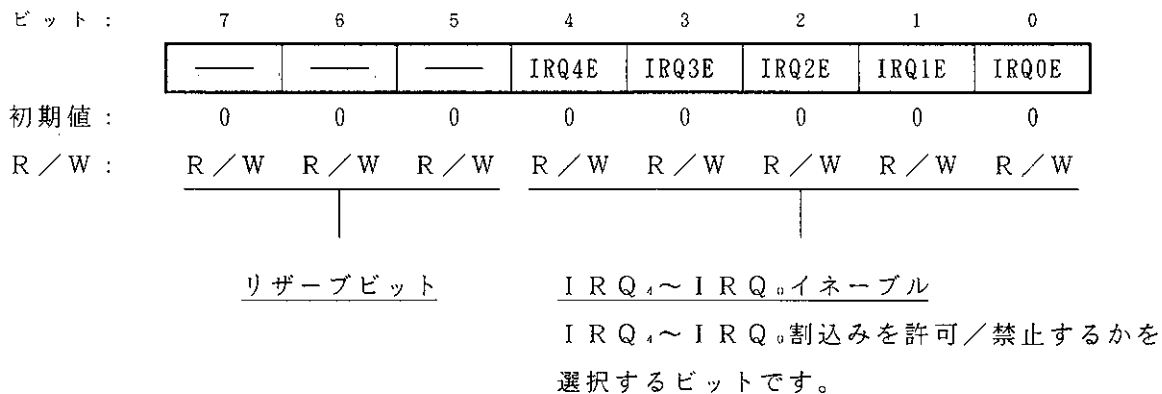 ビット： 7 6 5 4 3 2 1 0
── ── ── IRQ4E IRQ3E IRQ2E IRQ1E IRQ0E
初期値： 0 0 0 0 0 0 0 0
R／W： R／W R／W R／W R／W R／W R／W R／W R／W
リザーブビット
IRQ₄～IRQ₀イネーブル
IRQ₄～IRQ₀割込みを許可／禁止するかを
選択するビットです。